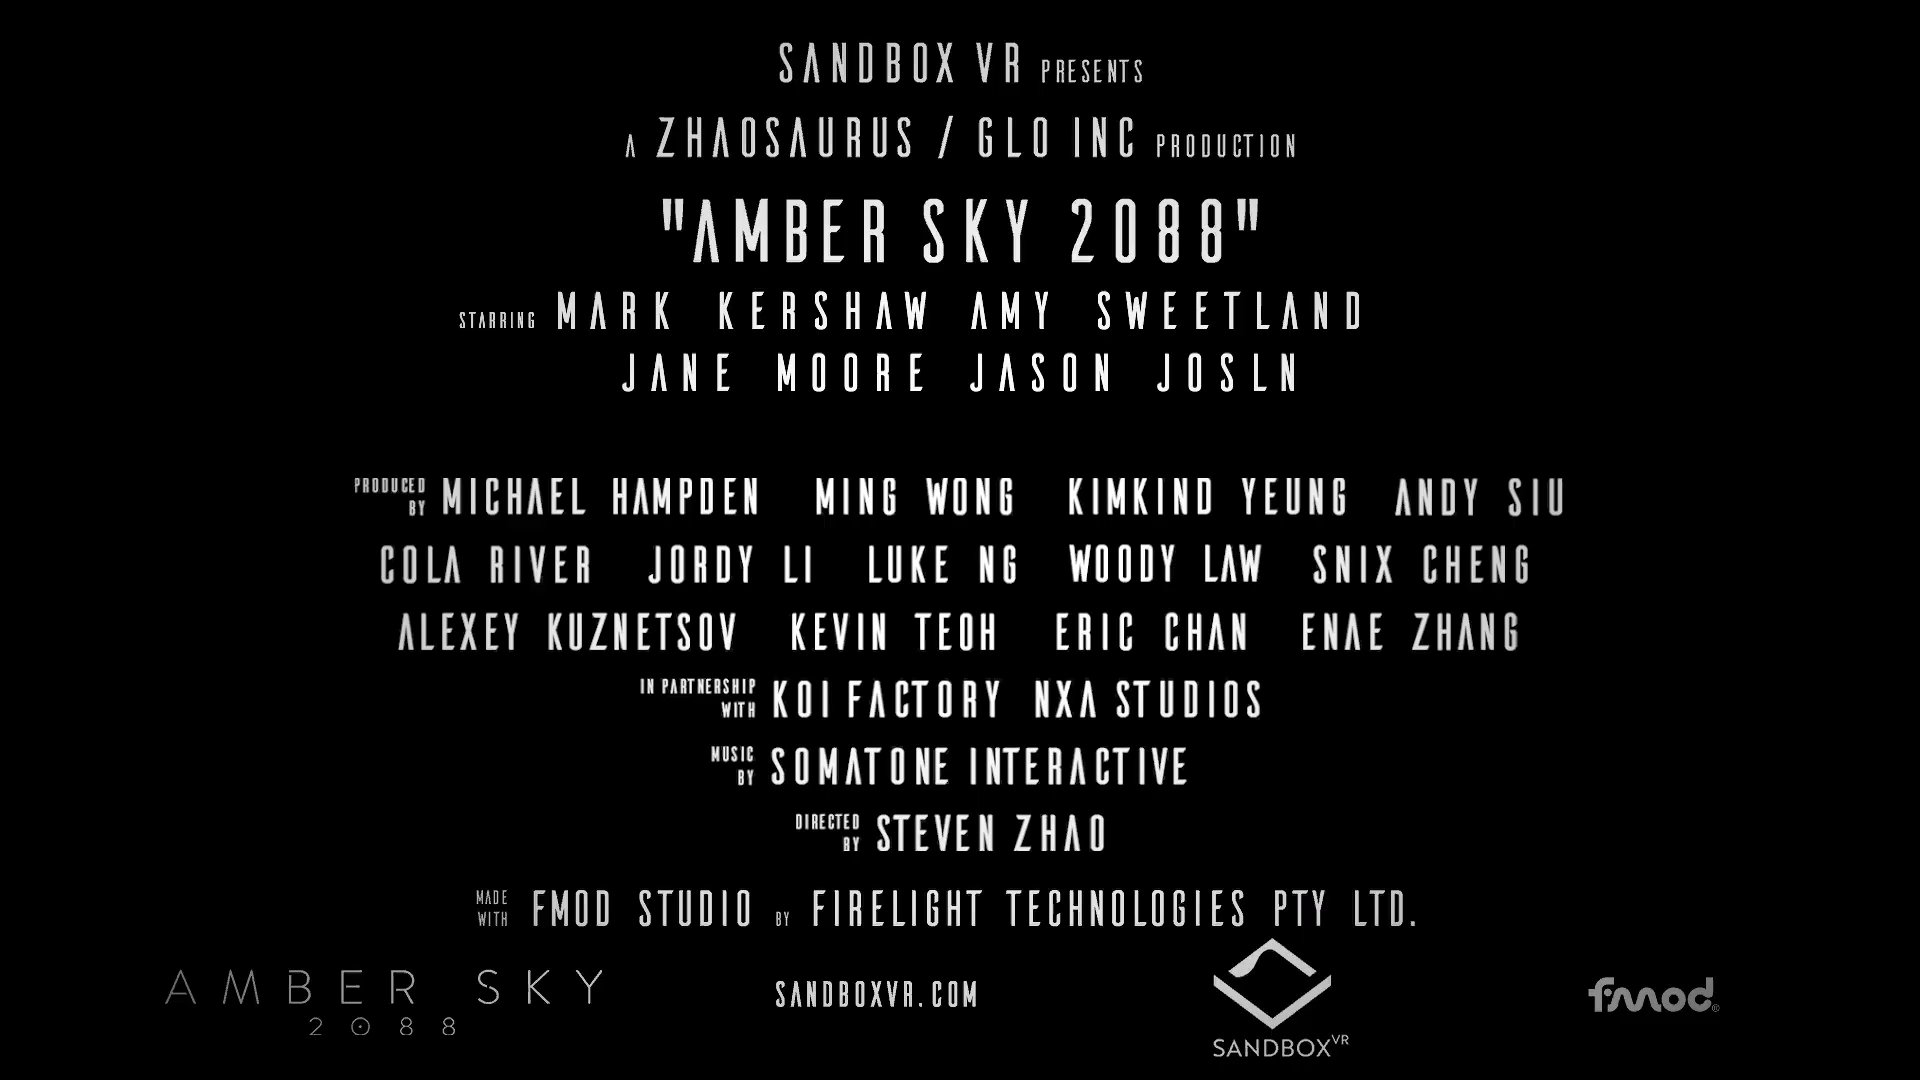 SANDBOX VR PRESENTS
A ZHAOSAURUS / GLO INC PRODUCTION
"AMBER SKY 2088"
STARRING MARK KERSHAW AMY SWEETLAND
JANE MOORE JASON JOSLN
PRODUCED BY MICHAEL HAMPDEN MING WONG KIMKIND YEUNG ANDY SIU
COLA RIVER JORDY LI LUKE NG WOODY LAW SNIX CHENG
ALEXEY KUZNETSOV KEVIN TEOH ERIC CHAN ENAE ZHANG
IN PARTNERSHIP WITH KOI FACTORY NXA STUDIOS
MUSIC BY SOMATONE INTERACTIVE
DIRECTED BY STEVEN ZHAO
MADE WITH FMOD STUDIO BY FIRELIGHT TECHNOLOGIES PTY LTD.
AMBER SKY
2088
SANDBOXVR.COM
SANDBOXVR
fmod®